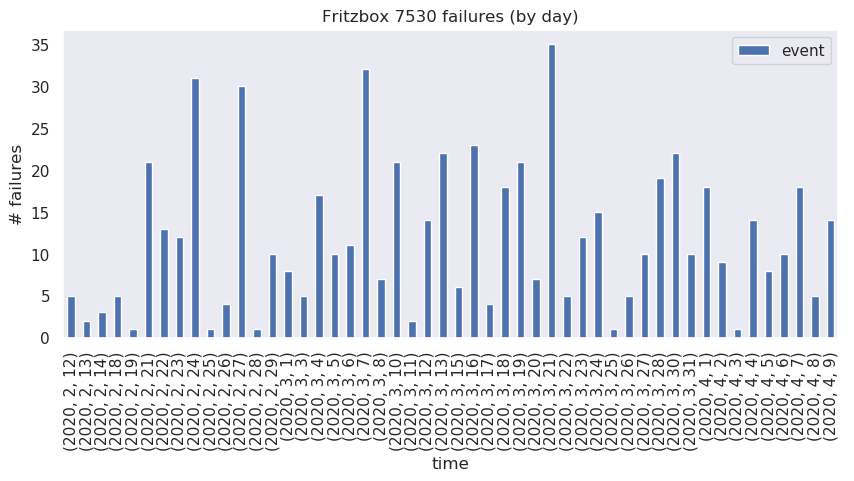 Fritzbox 7530 failures (by day)
event
# failures
35
30
25
20
15
10
5
0
(2020, 2, 12)
(2020, 2, 13)
(2020, 2, 14)
(2020, 2, 18)
(2020, 2, 19)
(2020, 2, 21)
(2020, 2, 22)
(2020, 2, 23)
(2020, 2, 24)
(2020, 2, 25)
(2020, 2, 26)
(2020, 2, 27)
(2020, 2, 28)
(2020, 2, 29)
(2020, 3, 1)
(2020, 3, 3)
(2020, 3, 4)
(2020, 3, 5)
(2020, 3, 6)
(2020, 3, 7)
(2020, 3, 8)
(2020, 3, 10)
(2020, 3, 11)
(2020, 3, 12)
(2020, 3, 13)
(2020, 3, 15)
(2020, 3, 16)
(2020, 3, 17)
(2020, 3, 18)
(2020, 3, 19)
(2020, 3, 20)
(2020, 3, 21)
(2020, 3, 22)
(2020, 3, 23)
(2020, 3, 24)
(2020, 3, 25)
(2020, 3, 26)
(2020, 3, 27)
(2020, 3, 28)
(2020, 3, 30)
(2020, 3, 31)
(2020, 4, 1)
(2020, 4, 2)
(2020, 4, 3)
(2020, 4, 4)
(2020, 4, 5)
(2020, 4, 6)
(2020, 4, 7)
(2020, 4, 8)
(2020, 4, 9)
time